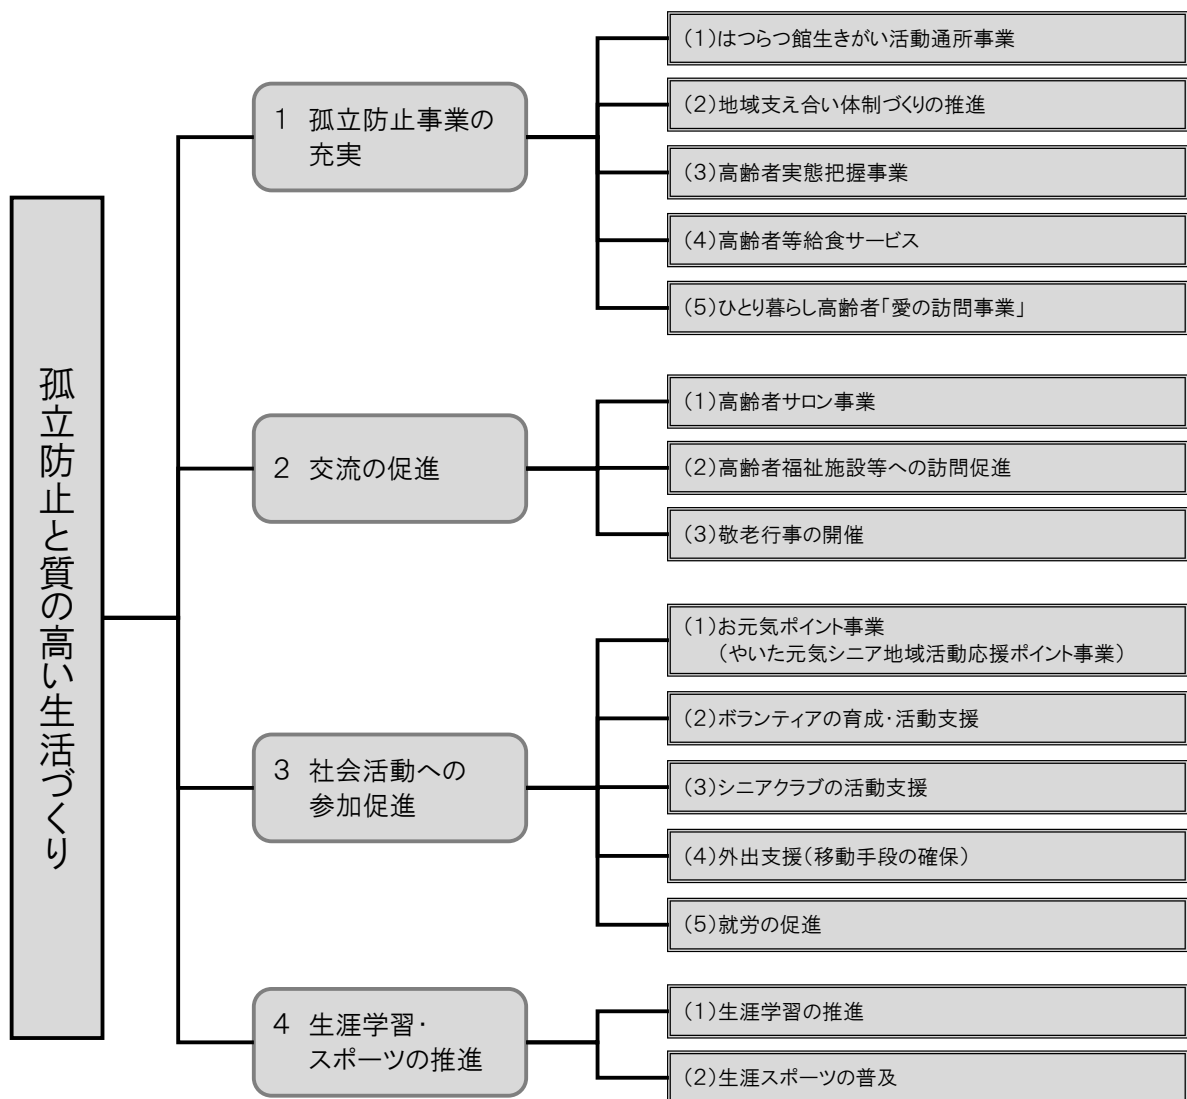 孤立防止と質の高い生活づくり
1 孤立防止事業の
充実
(1)はつらつ館生きがい活動通所事業
(2)地域支え合い体制づくりの推進
(3)高齢者実態把握事業
(4)高齢者等給食サービス
(5)ひとり暮らし高齢者「愛の訪問事業」
2 交流の促進
(1)高齢者サロン事業
(2)高齢者福祉施設等への訪問促進
(3)敬老行事の開催
3 社会活動への
参加促進
(1)お元気ポイント事業
(やいた元気シニア地域活動応援ポイント事業)
(2)ボランティアの育成・活動支援
(3)シニアクラブの活動支援
(4)外出支援(移動手段の確保)
(5)就労の促進
4 生涯学習・
スポーツの推進
(1)生涯学習の推進
(2)生涯スポーツの普及